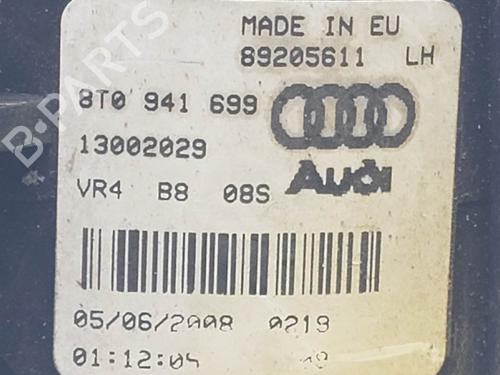 MADE IN EU
89205611 LH
8T0 941 699
13002029
Audi
VR4 B8 08S
05/06/2008 0219
01:12:04
B-PARTS